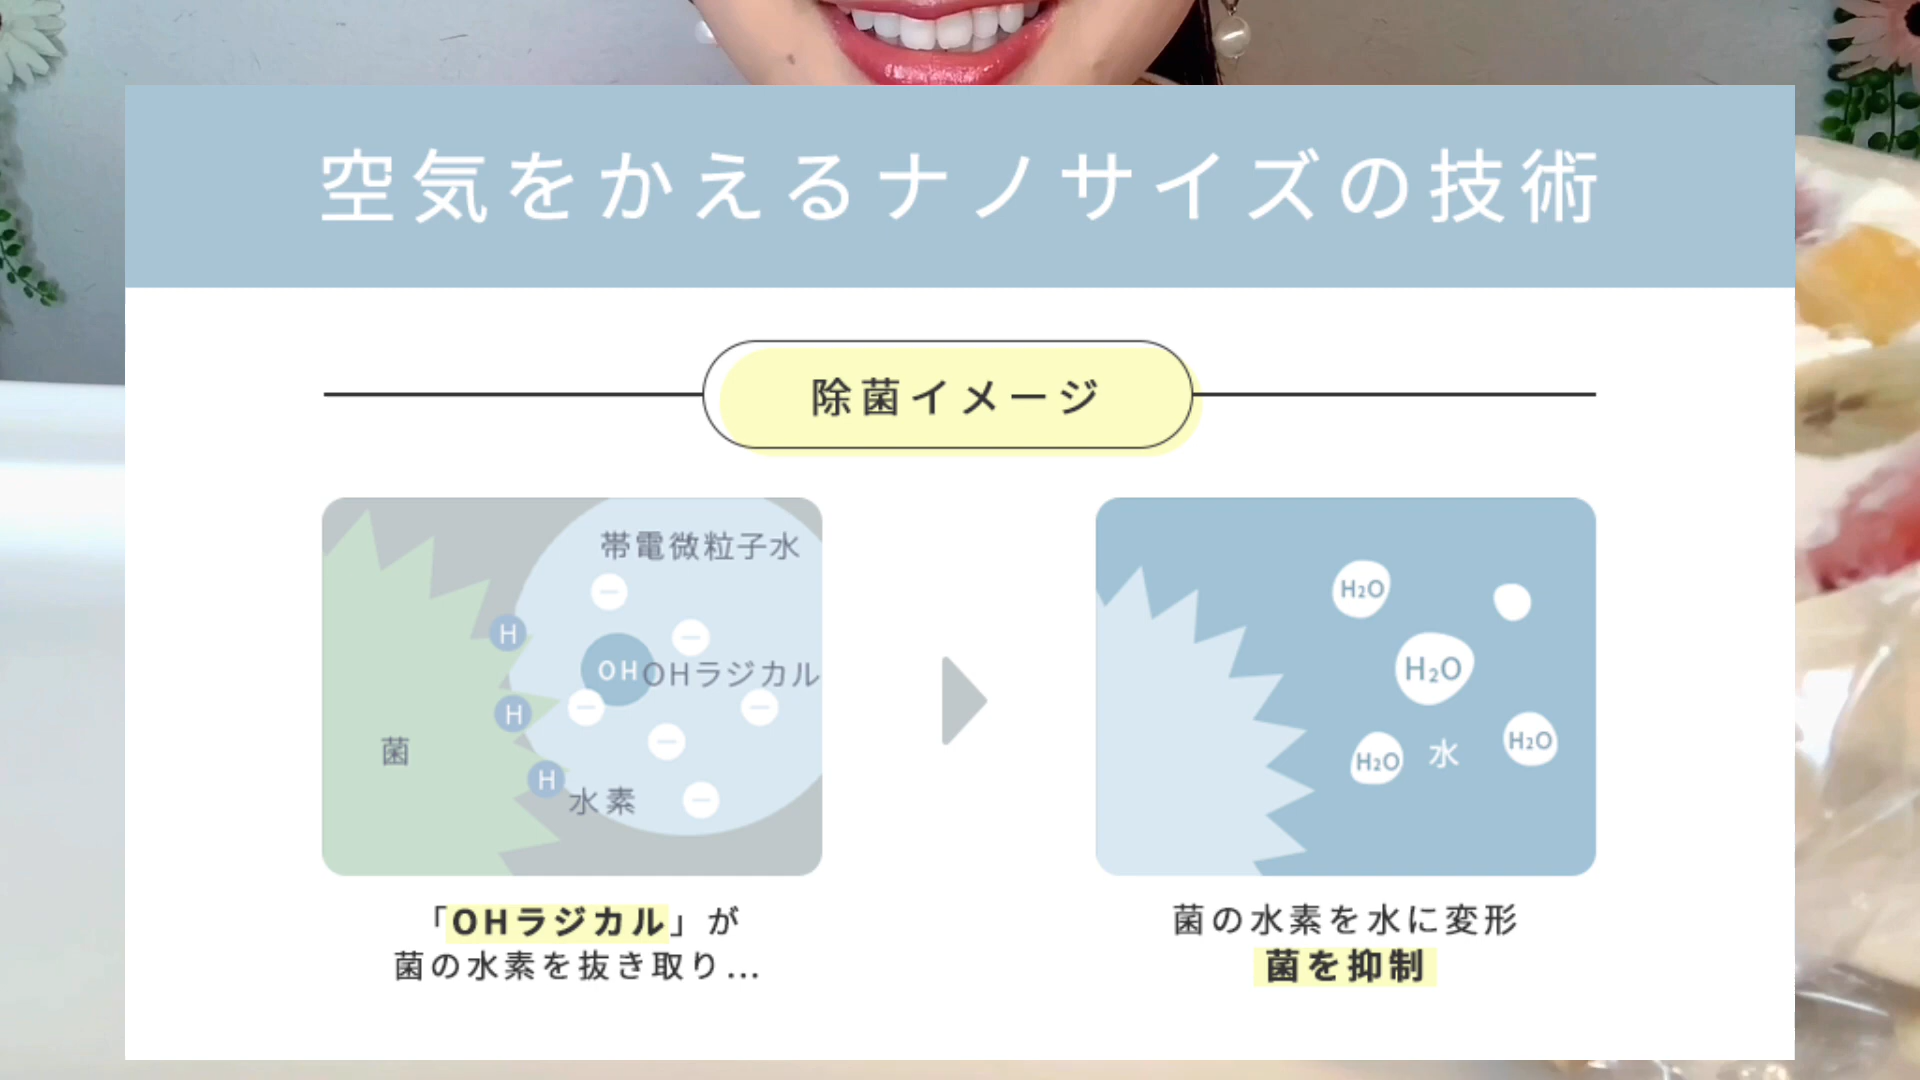 空気をかえるナノサイズの技術
除菌イメージ
帯電微粒子水
H
OH
OHラジカル
H
菌
H
水素
H₂O
H₂O
H₂O
水
H₂O
「OHラジカル」が
菌の水素を抜き取り...
菌の水素を水に変形
菌を抑制